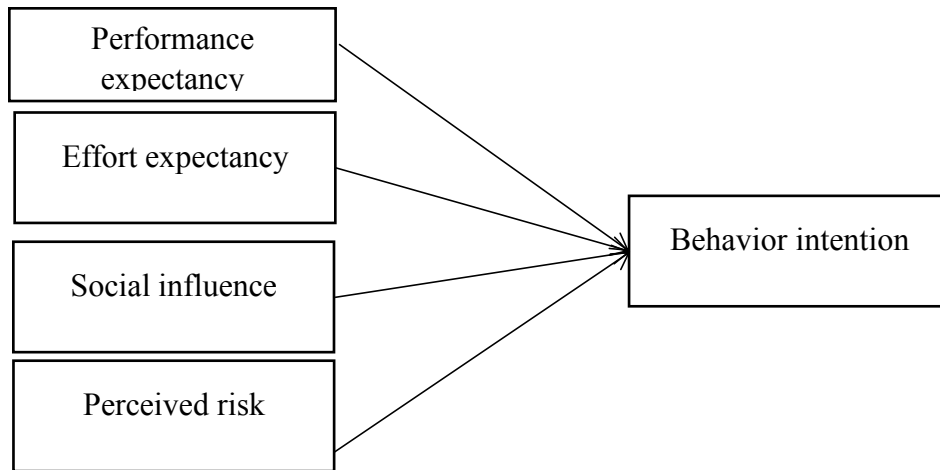 Performance
expectancy
Effort expectancy
Social influence
Perceived risk
Behavior intention